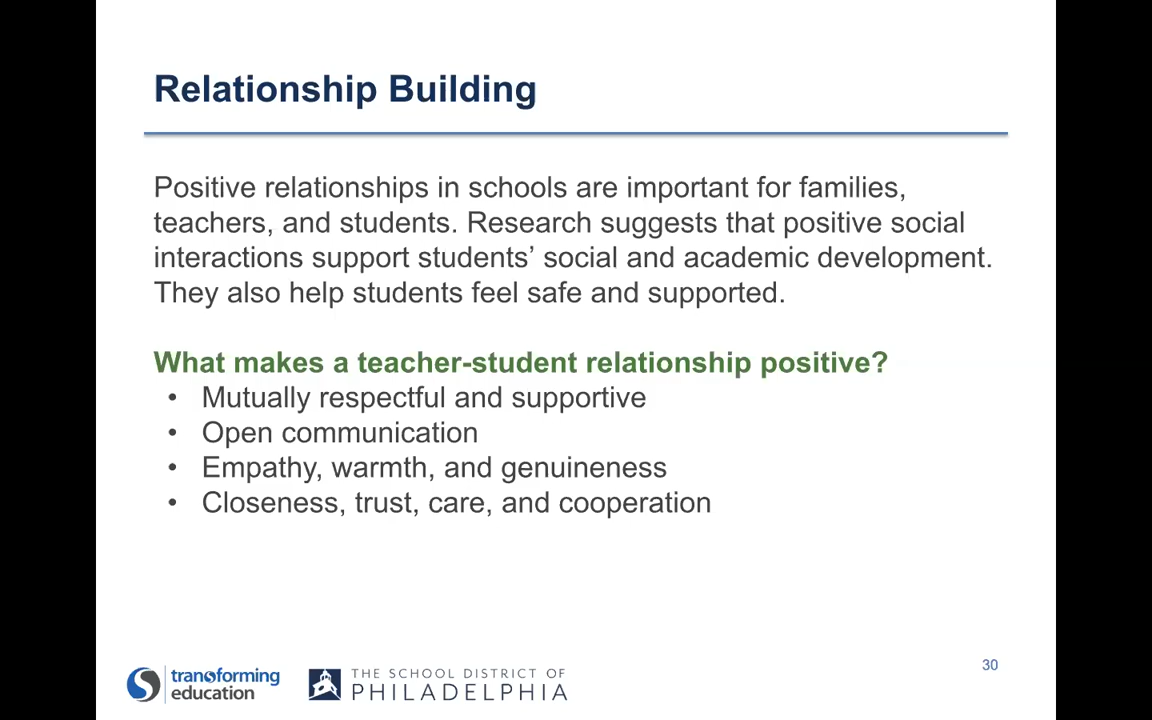 Relationship Building
Positive relationships in schools are important for families,
teachers, and students. Research suggests that positive social
interactions support students’ social and academic development.
They also help students feel safe and supported.
What makes a teacher-student relationship positive?
• Mutually respectful and supportive
• Open communication
• Empathy, warmth, and genuineness
• Closeness, trust, care, and cooperation
transforming
education
THE SCHOOL DISTRICT OF
PHILADELPHIA
30